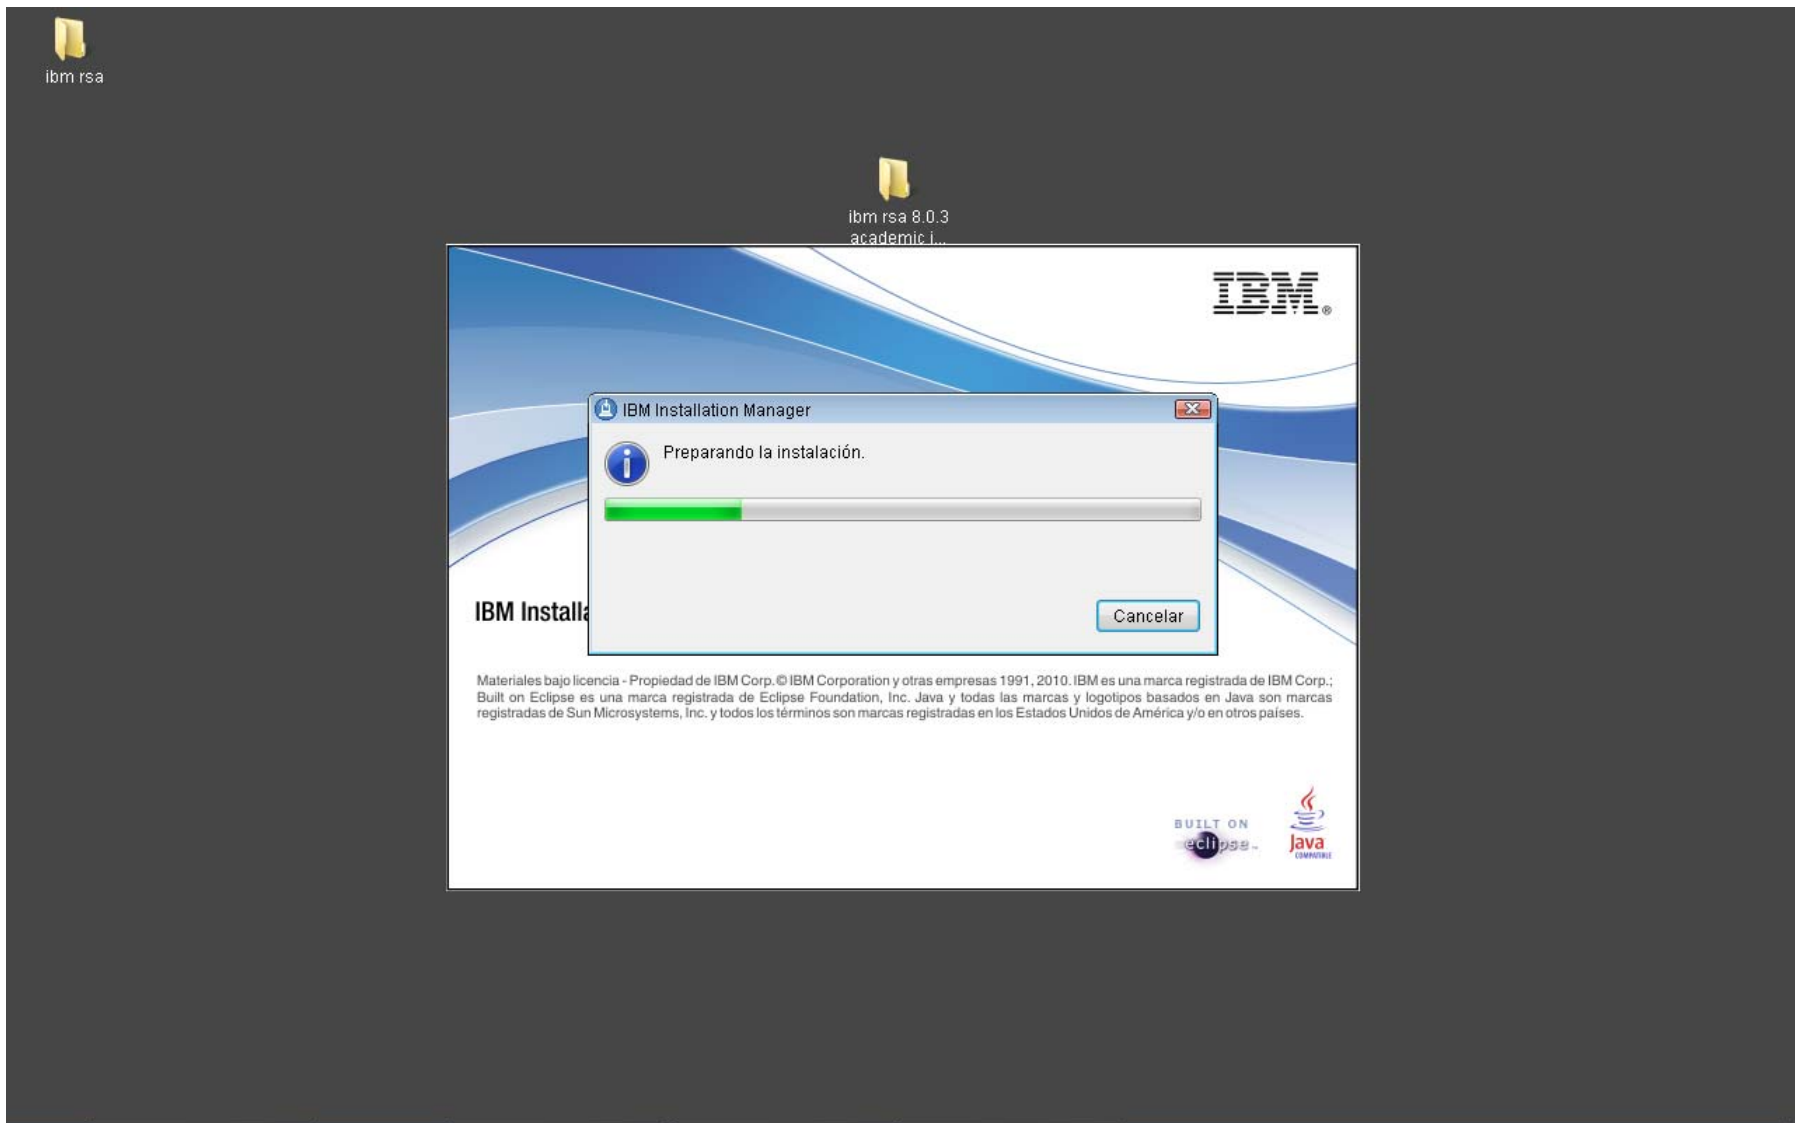 ibm rsa
ibm rsa 8.0.3
academic i...
IBM®
IBM Installation Manager
Preparando la instalación.
Cancelar
IBM Installa
Materiales bajo licencia - Propiedad de IBM Corp. © IBM Corporation y otras empresas 1991, 2010. IBM es una marca registrada de IBM Corp.;
Built on Eclipse es una marca registrada de Eclipse Foundation, Inc. Java y todas las marcas y logotipos basados en Java son marcas
registradas de Sun Microsystems, Inc. y todos los términos son marcas registradas en los Estados Unidos de América y/o en otros países.
BUILT ON
eclipse™
Java
COMPATIBLE